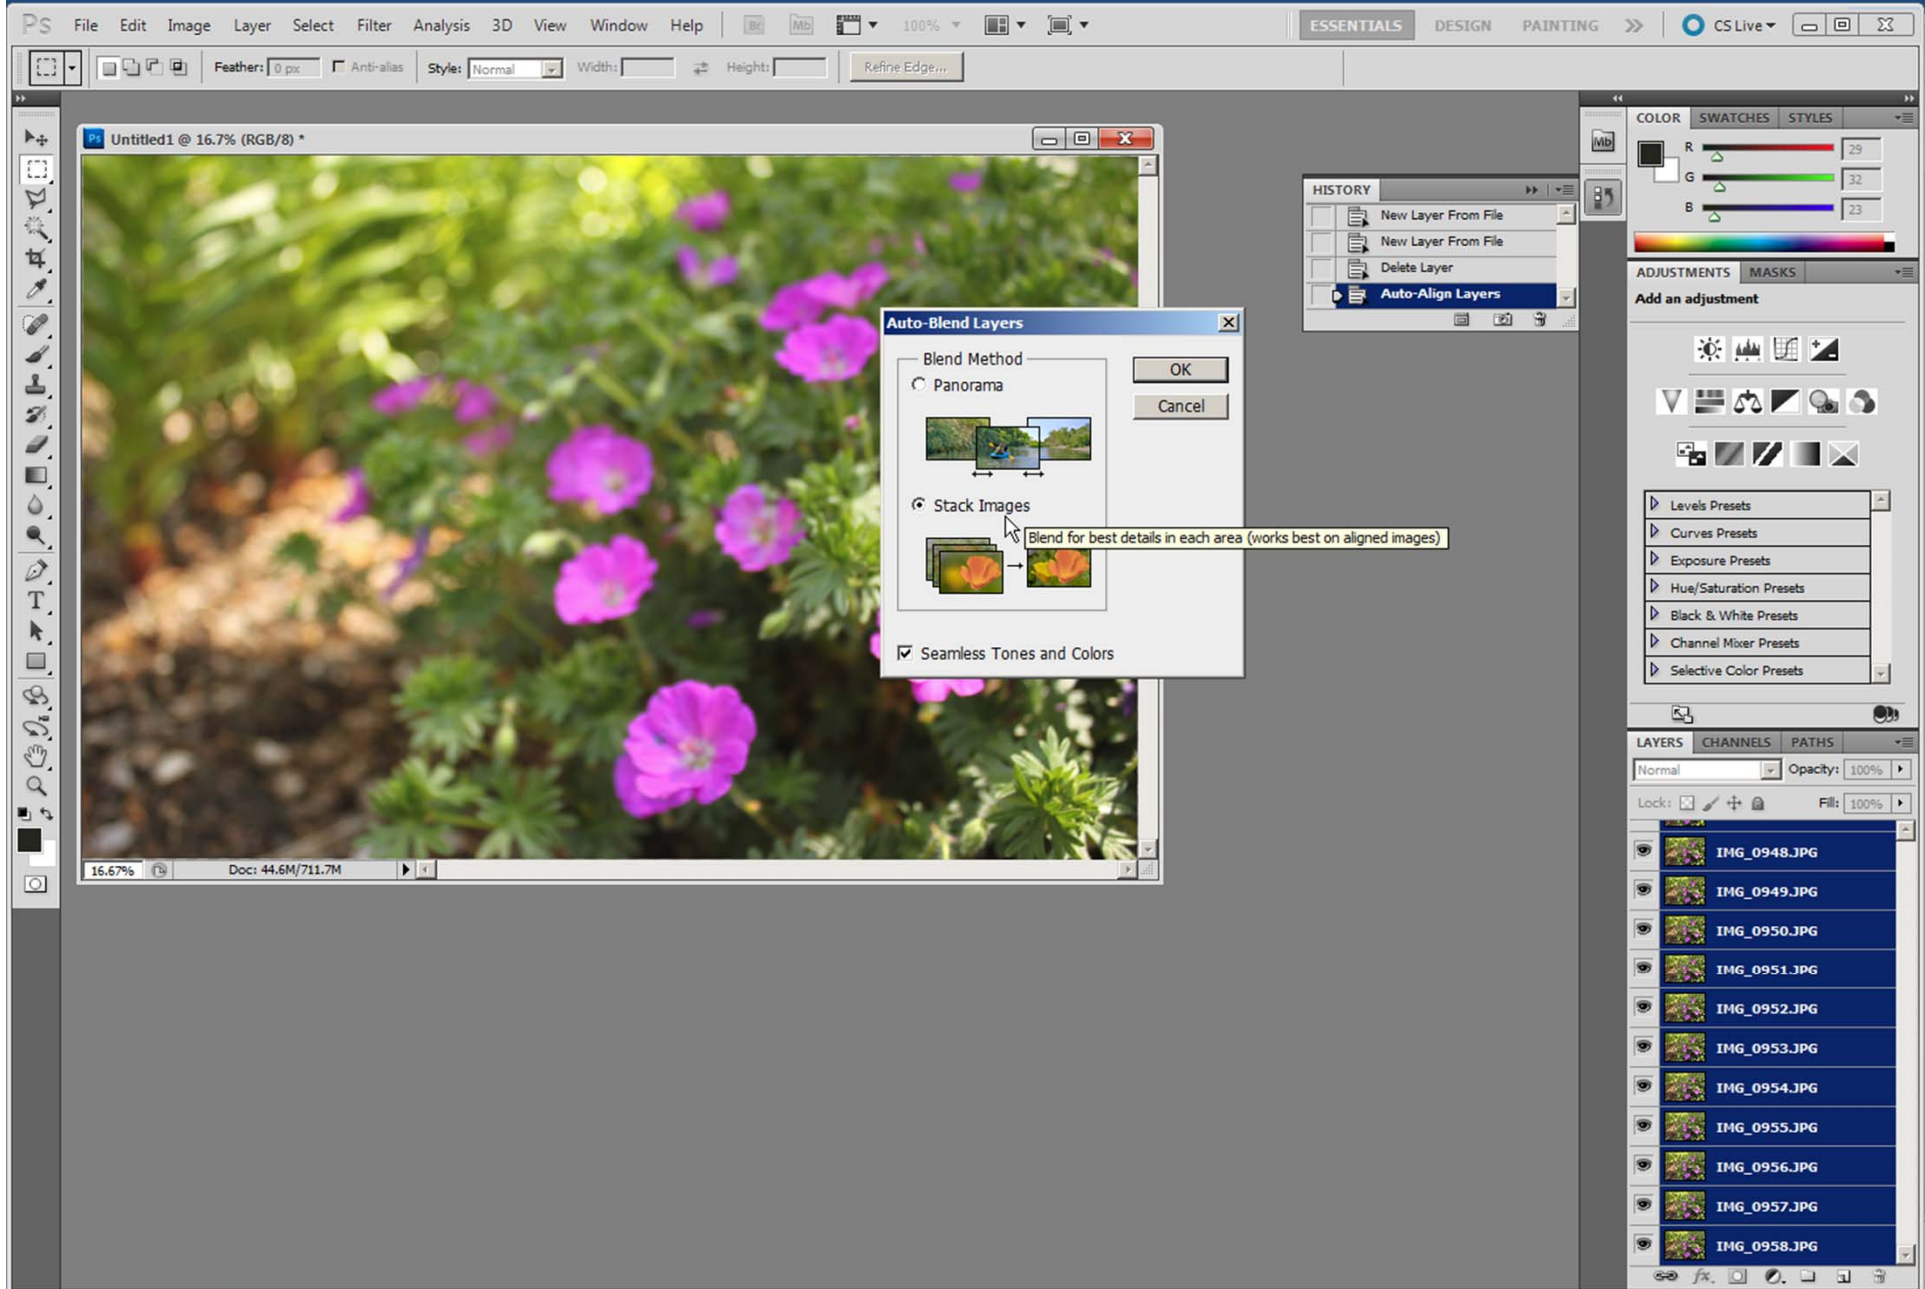 Ps File Edit Image Layer Select Filter Analysis 3D View Window Help Br Mb 100% ESSENTIALS DESIGN PAINTING CS Live
Feather: 0 px Anti-alias Style: Normal Width: Height: Refine Edge...
Ps Untitled1 @ 16.7% (RGB/8) *
16.67% Doc: 44.6M/711.7M
Auto-Blend Layers
Blend Method
Panorama
Stack Images
Blend for best details in each area (works best on aligned images)
Seamless Tones and Colors
OK
Cancel
HISTORY
New Layer From File
New Layer From File
Delete Layer
Auto-Align Layers
Mb
COLOR SWATCHES STYLES
R 29
G 32
B 23
ADJUSTMENTS MASKS
Add an adjustment
Levels Presets
Curves Presets
Exposure Presets
Hue/Saturation Presets
Black & White Presets
Channel Mixer Presets
Selective Color Presets
LAYERS CHANNELS PATHS
Normal Opacity: 100%
Lock: Fill: 100%
IMG_0948.JPG
IMG_0949.JPG
IMG_0950.JPG
IMG_0951.JPG
IMG_0952.JPG
IMG_0953.JPG
IMG_0954.JPG
IMG_0955.JPG
IMG_0956.JPG
IMG_0957.JPG
IMG_0958.JPG
fx.